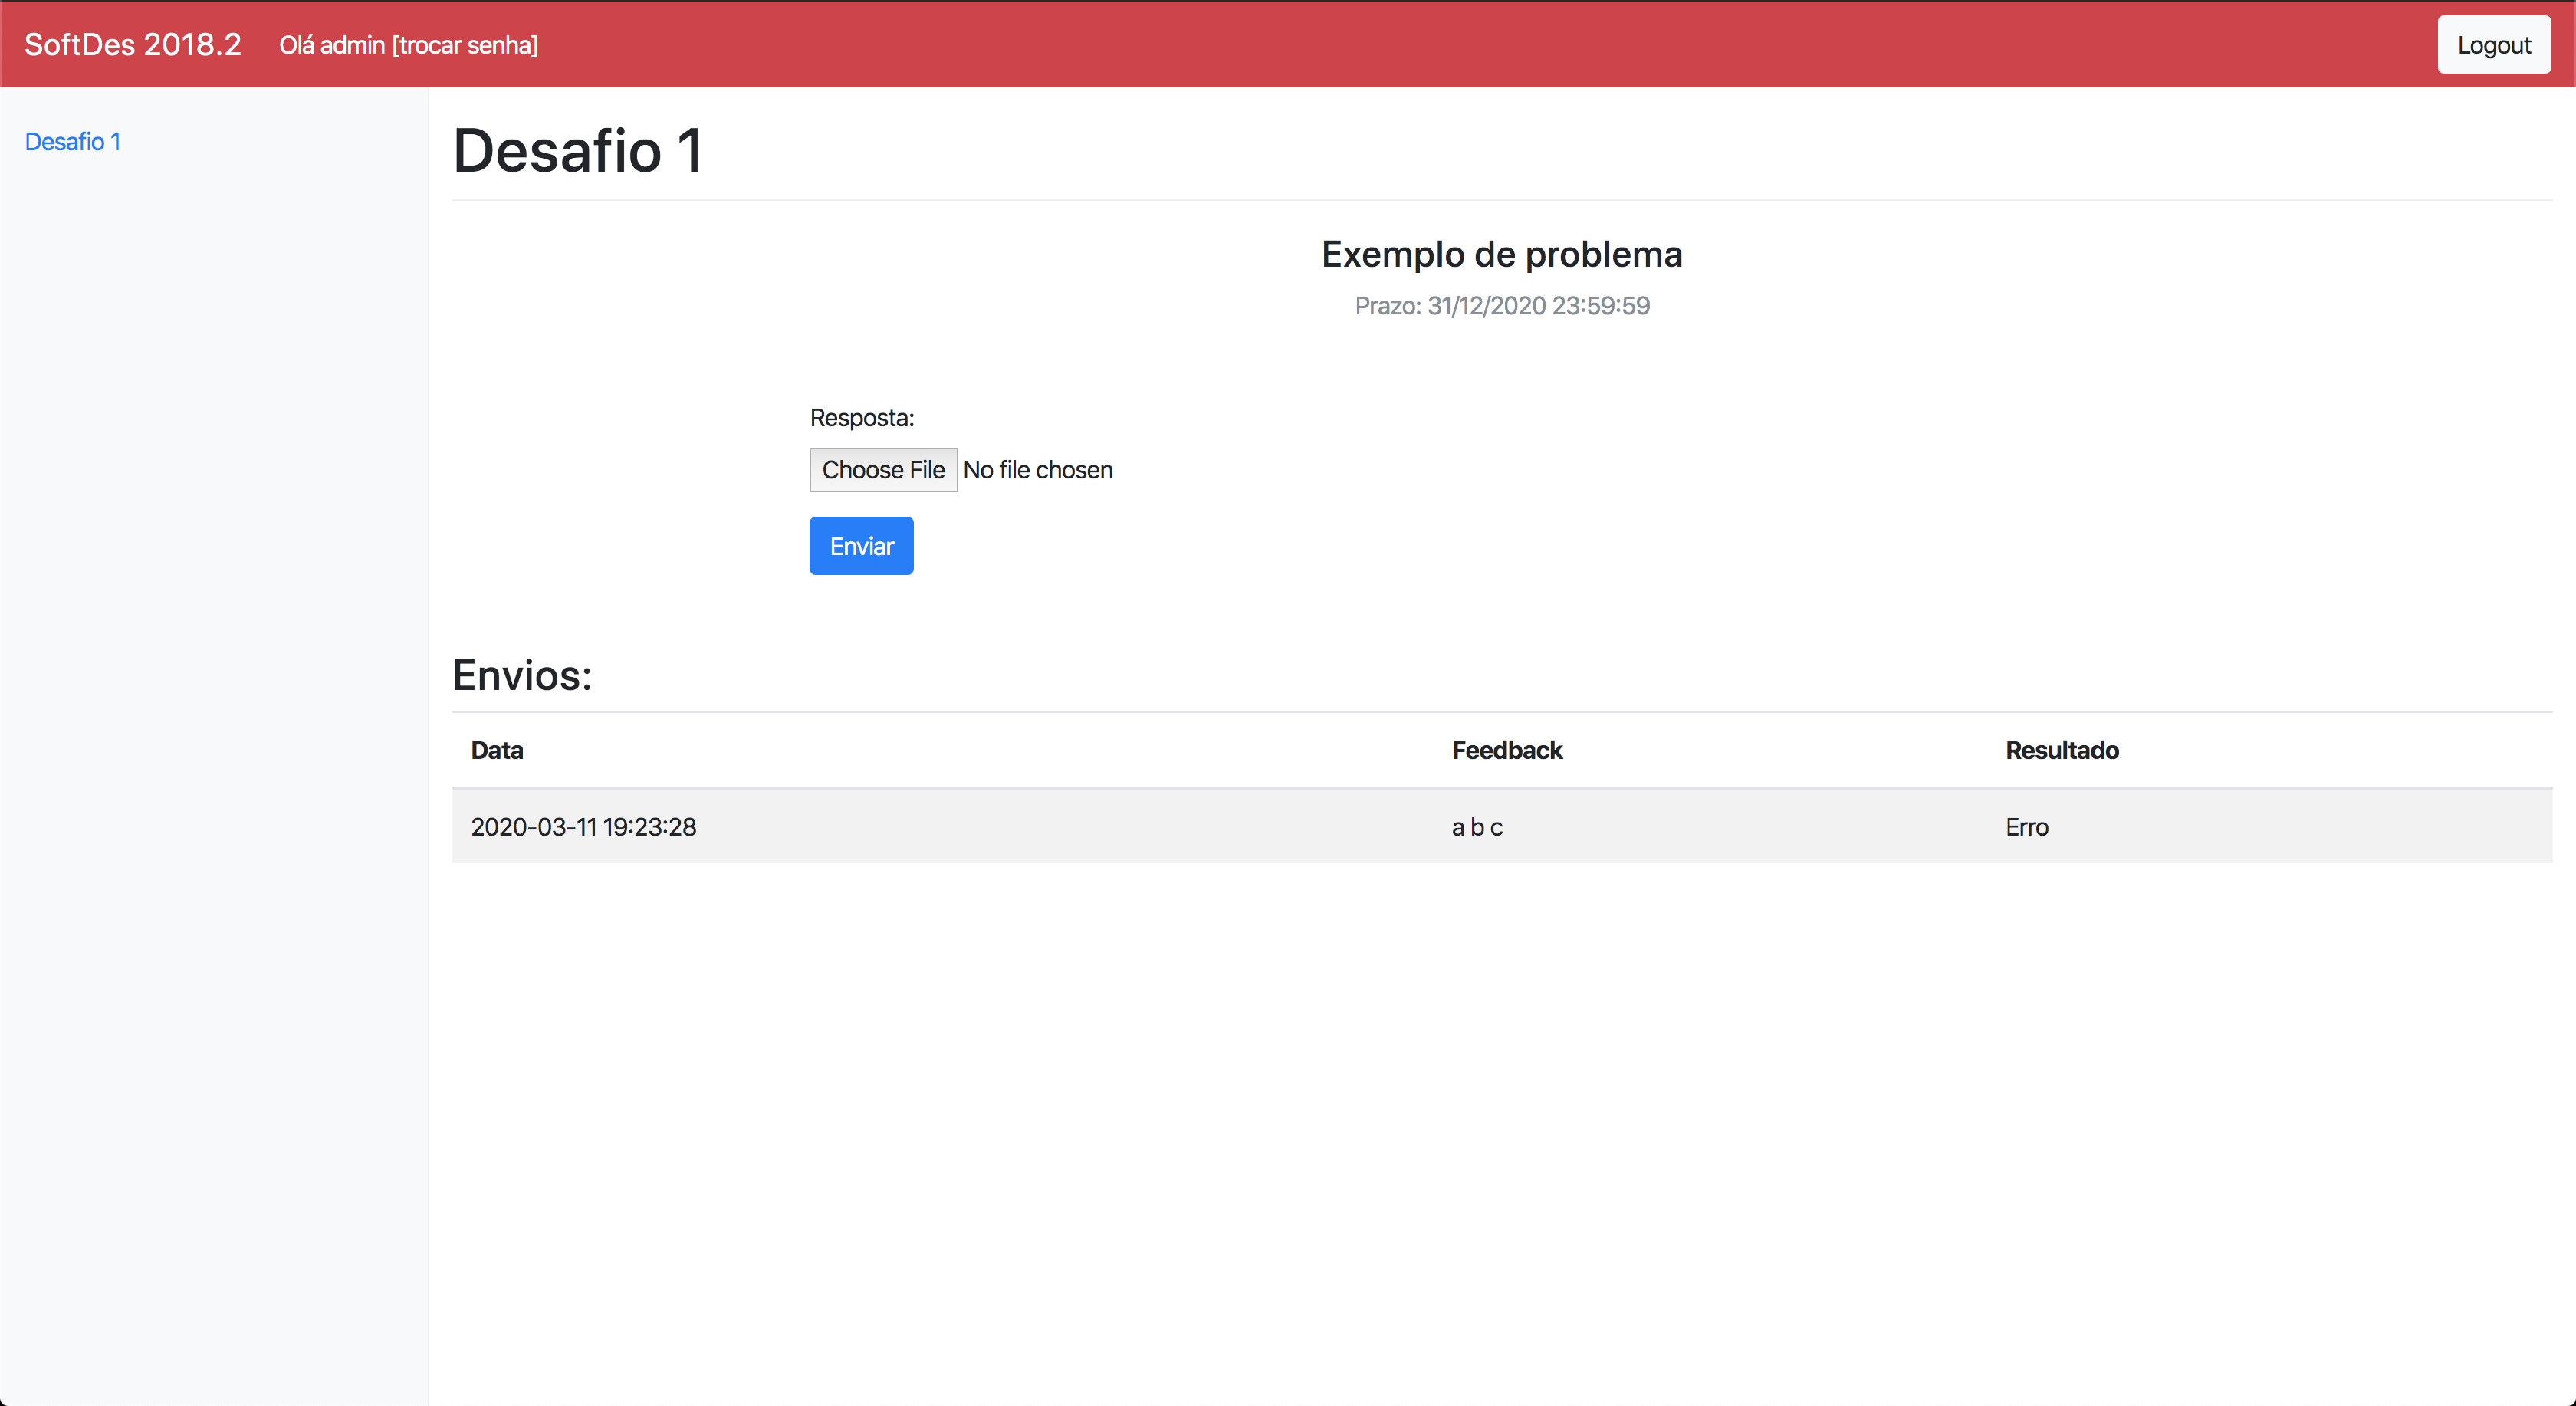 SoftDes 2018.2 Olá admin [trocar senha] Logout
Desafio 1
Desafio 1
Exemplo de problema
Prazo: 31/12/2020 23:59:59
Resposta:
Choose File No file chosen
Enviar
Envios:
Data Feedback Resultado
2020-03-11 19:23:28 a b c Erro